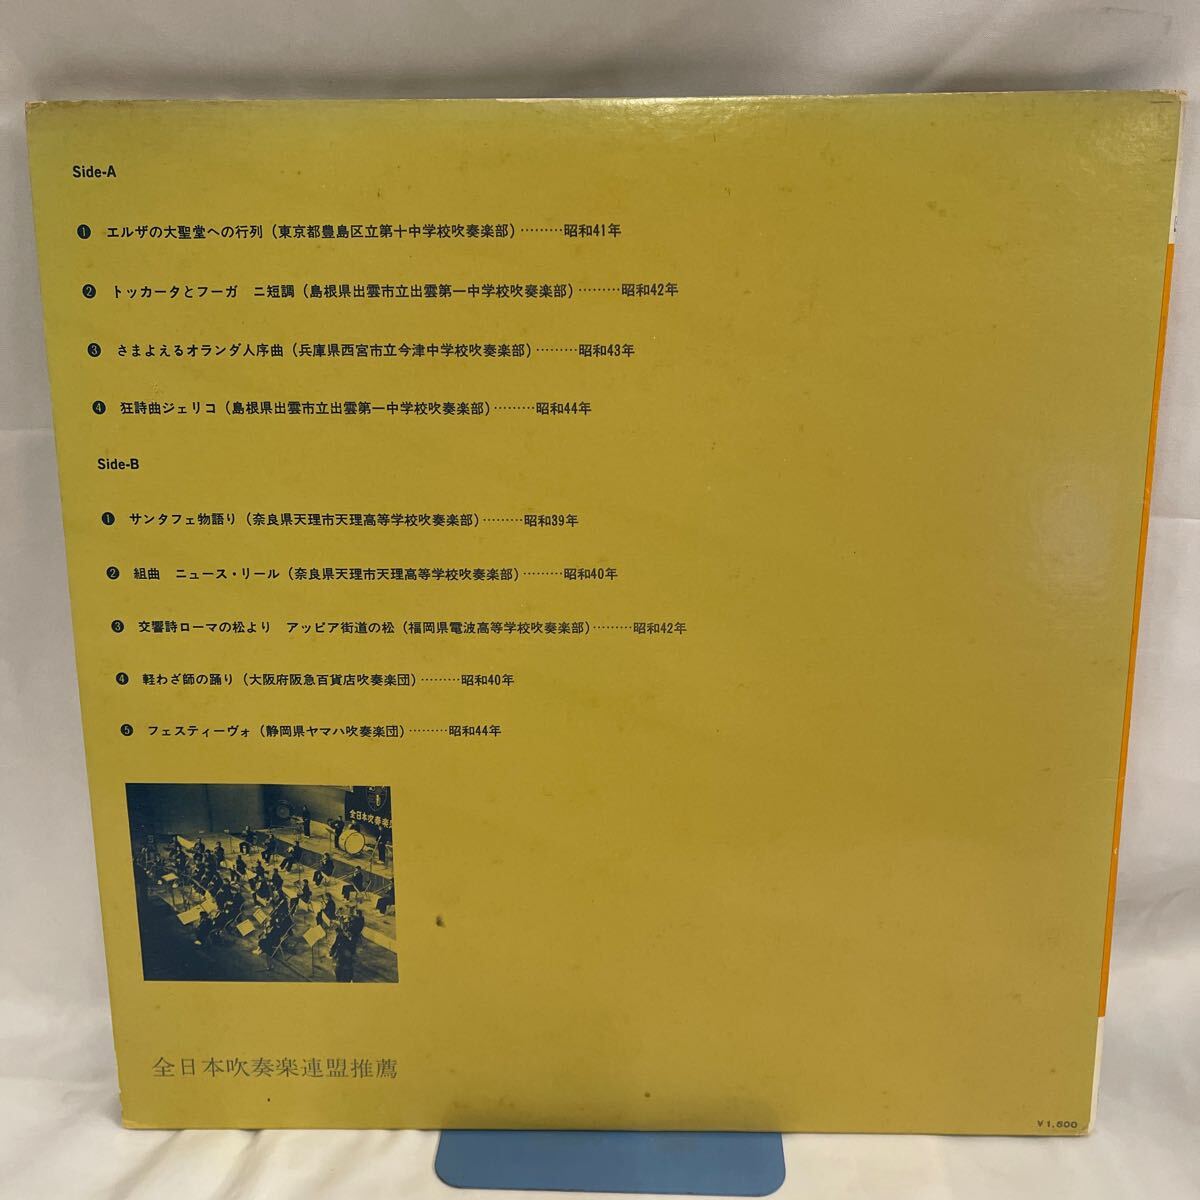 Side-A
❶ エルザの大聖堂への行列（東京都豊島区立第十中学校吹奏楽部）………昭和41年
❷ トッカータとフーガ　ニ短調（島根県出雲市立出雲第一中学校吹奏楽部）………昭和42年
❸ さまよえるオランダ人序曲（兵庫県西宮市立今津中学校吹奏楽部）………昭和43年
❹ 狂詩曲ジェリコ（島根県出雲市立出雲第一中学校吹奏楽部）………昭和44年
Side-B
❶ サンタフェ物語り（奈良県天理市天理高等学校吹奏楽部）………昭和39年
❷ 組曲　ニュース・リール（奈良県天理市天理高等学校吹奏楽部）………昭和40年
❸ 交響詩ローマの松より　アッピア街道の松（福岡県電波高等学校吹奏楽部）………昭和42年
❹ 軽わざ師の踊り（大阪府阪急百貨店吹奏楽団）………昭和40年
❺ フェスティーヴォ（静岡県ヤマハ吹奏楽団）………昭和44年
全日本吹奏楽
全日本吹奏楽連盟推薦
￥1,500